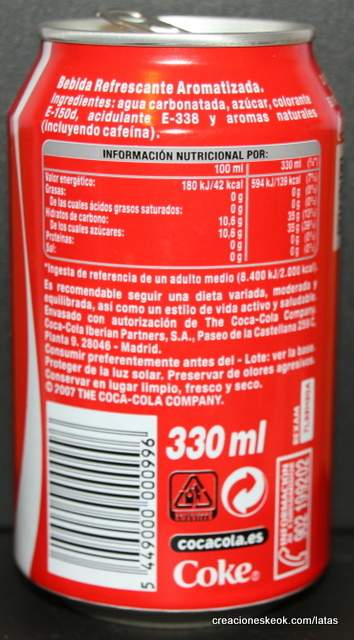 Bebida Refrescante Aromatizada.
Ingredientes: agua carbonatada, azúcar, colorante
E-150d, acidulante E-338 y aromas naturales
(incluyendo cafeína).
INFORMACIÓN NUTRICIONAL POR:
100 ml 330 ml (%*)
Valor energético: 180 kJ/42 kcal 594 kJ/139 kcal (7%)
Grasas: 0 g 0 g (0%)
De las cuales ácidos grasos saturados: 0 g 0 g (0%)
Hidratos de carbono: 10,6 g 35 g (13%)
De los cuales azúcares: 10,6 g 35 g (39%)
Proteínas: 0 g 0 g (0%)
Sal: 0 g 0 g (0%)
*Ingesta de referencia de un adulto medio (8.400 kJ/2.000 kcal).
Es recomendable seguir una dieta variada, moderada y
equilibrada, así como un estilo de vida activo y saludable.
Envasado con autorización de The Coca-Cola Company
Coca-Cola Iberian Partners, S.A., Paseo de la Castellana 259 C.
Planta 9. 28046 - Madrid.
Consumir preferentemente antes del - Lote: ver la base.
Proteger de la luz solar. Preservar de olores agresivos.
Conservar en lugar limpio, fresco y seco.
© 2007 THE COCA-COLA COMPANY.
REXAM
330 ml
5 449000 000996
cocacola.es
Coke®
902 199202
creacioneskeok.com/latas